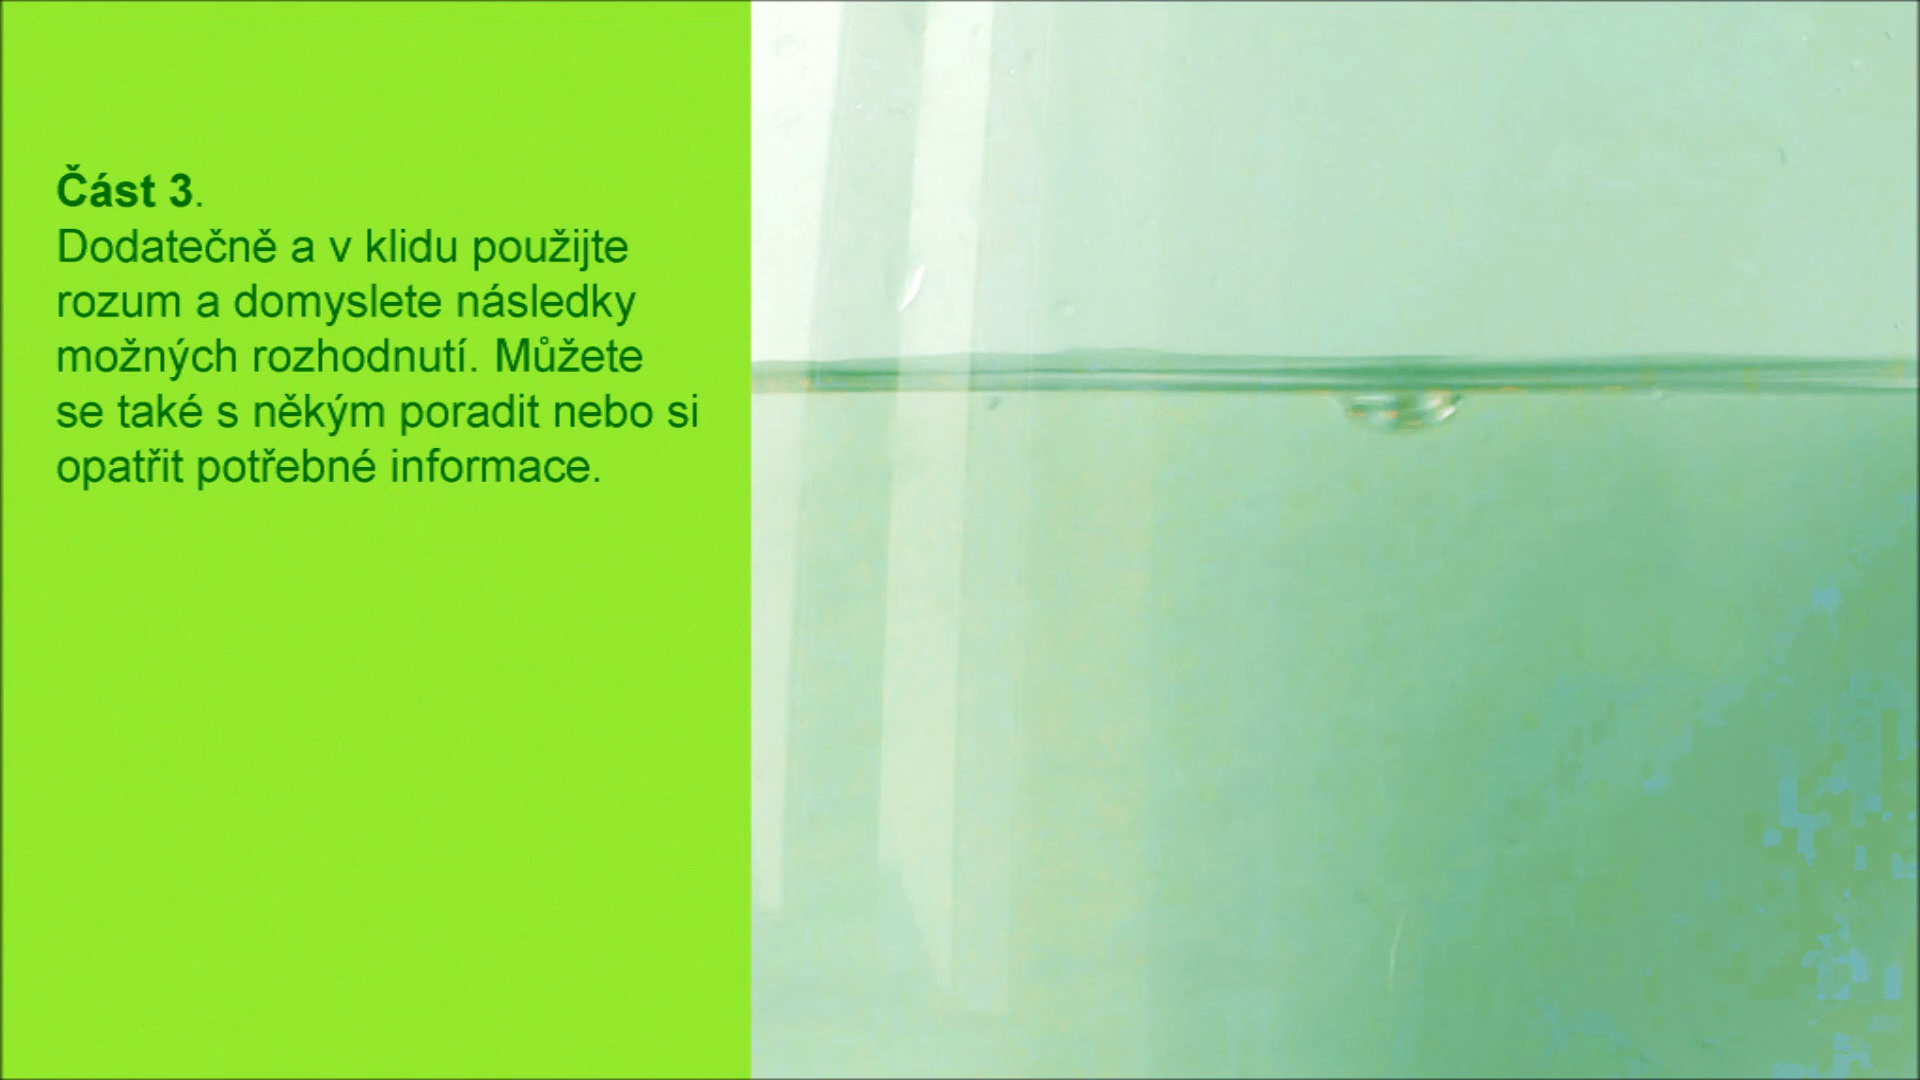 Část 3.
Dodatečně a v klidu použijte
rozum a domyslete následky
možných rozhodnutí. Můžete
se také s někým poradit nebo si
opatřit potřebné informace.